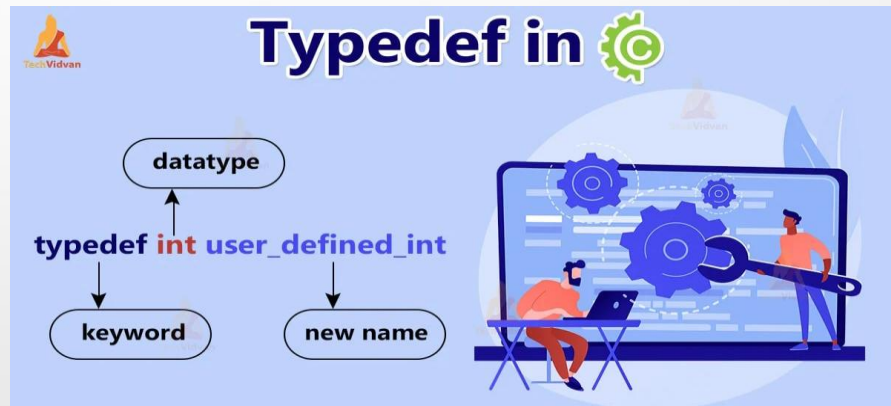 TechVidvan
Typedef in C
datatype
typedef int user_defined_int
keyword
new name